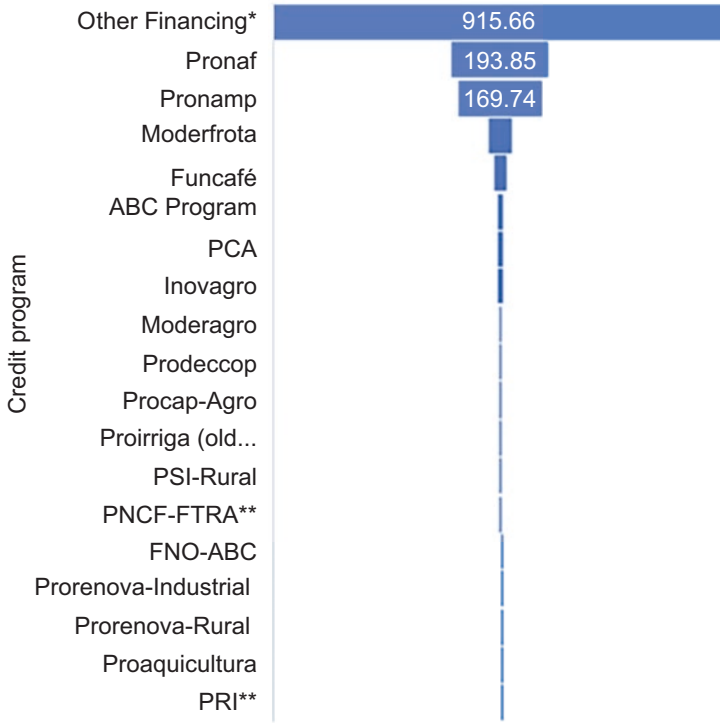 Other Financing* 915.66
Pronaf 193.85
Pronamp 169.74
Moderfrota
Funcafé
ABC Program
PCA
Inovagro
Moderagro
Prodeccop
Procap-Agro
Proirriga (old...
PSI-Rural
PNCF-FTRA**
FNO-ABC
Prorenova-Industrial
Prorenova-Rural
Proaquicultura
PRI**
Credit program